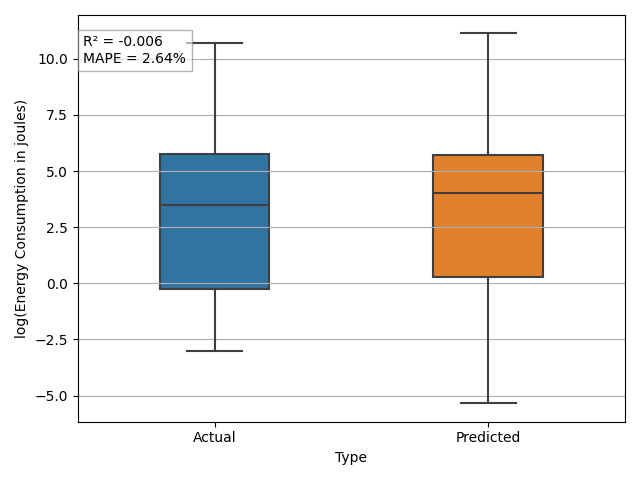 R² = -0.006
MAPE = 2.64%
log(Energy Consumption in joules)
10.0
7.5
5.0
2.5
0.0
−2.5
−5.0
Actual
Predicted
Type